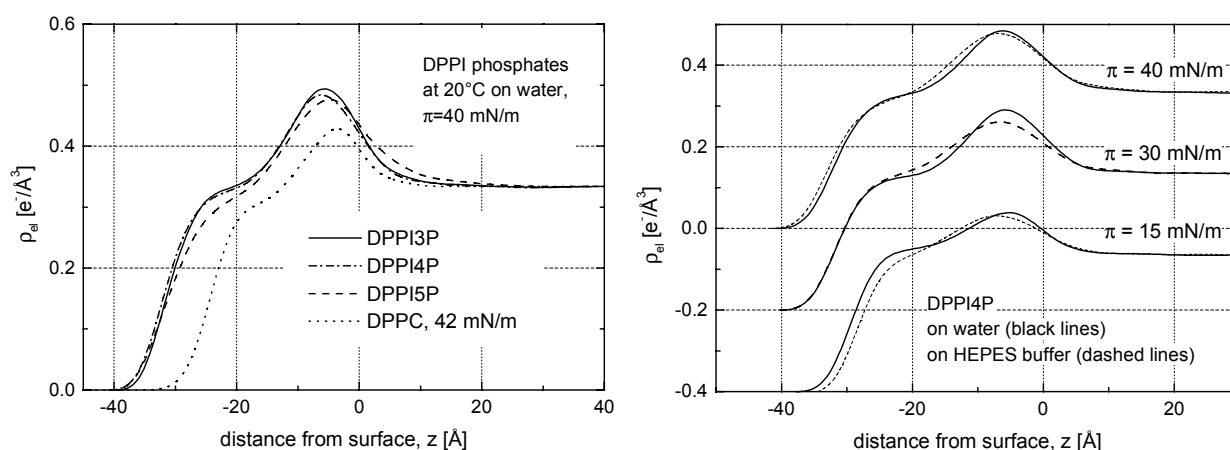 0.6
0.4
0.2
0.0
ρel [e-/Å3]
DPPI phosphates
at 20°C on water,
π=40 mN/m
DPPI3P
DPPI4P
DPPI5P
DPPC, 42 mN/m
-40 -20 0 20 40
distance from surface, z [Å]
0.4
0.2
0.0
-0.2
-0.4
ρel [e-/Å3]
π = 40 mN/m
π = 30 mN/m
π = 15 mN/m
DPPI4P
on water (black lines)
on HEPES buffer (dashed lines)
-40 -20 0 20
distance from surface, z [Å]